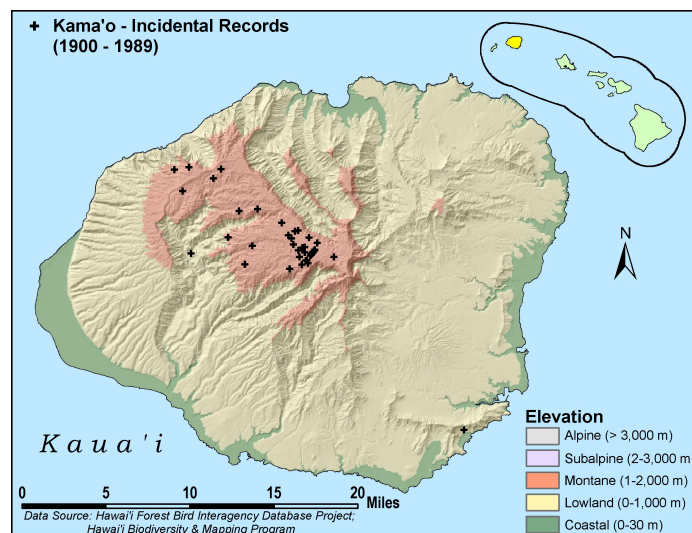 + Kama'o - Incidental Records
(1900 - 1989)
N
Kaua'i
Elevation
Alpine (> 3,000 m)
Subalpine (2-3,000 m
Montane (1-2,000 m)
Lowland (0-1,000 m)
Coastal (0-30 m)
0 5 10 15 20 Miles
Data Source: Hawai'i Forest Bird Interagency Database Project;
Hawai'i Biodiversity & Mapping Program